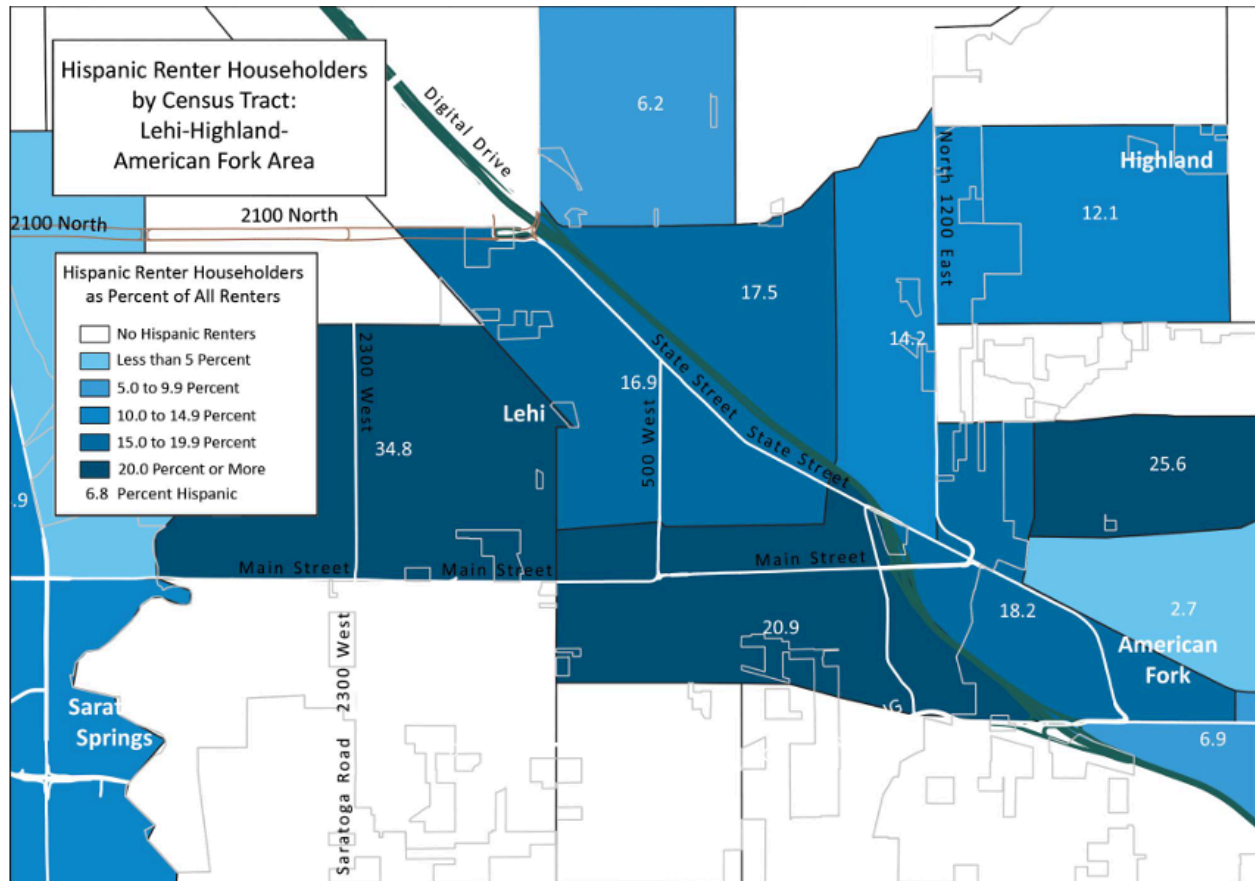 Hispanic Renter Householders
by Census Tract:
Lehi-Highland-
American Fork Area
Digital Drive
6.2
North 1200 East
Highland
12.1
2100 North
2100 North
Hispanic Renter Householders
as Percent of All Renters
No Hispanic Renters
Less than 5 Percent
5.0 to 9.9 Percent
10.0 to 14.9 Percent
15.0 to 19.9 Percent
20.0 Percent or More
6.8 Percent Hispanic
17.5
14.2
2300 West
State Street
16.9
Lehi
State Street
500 West
34.8
25.6
.9
Main Street
Main Street
Main Street
18.2
2.7
20.9
American
Fork
Saratoga Road 2300 West
Sarat
Springs
6.9